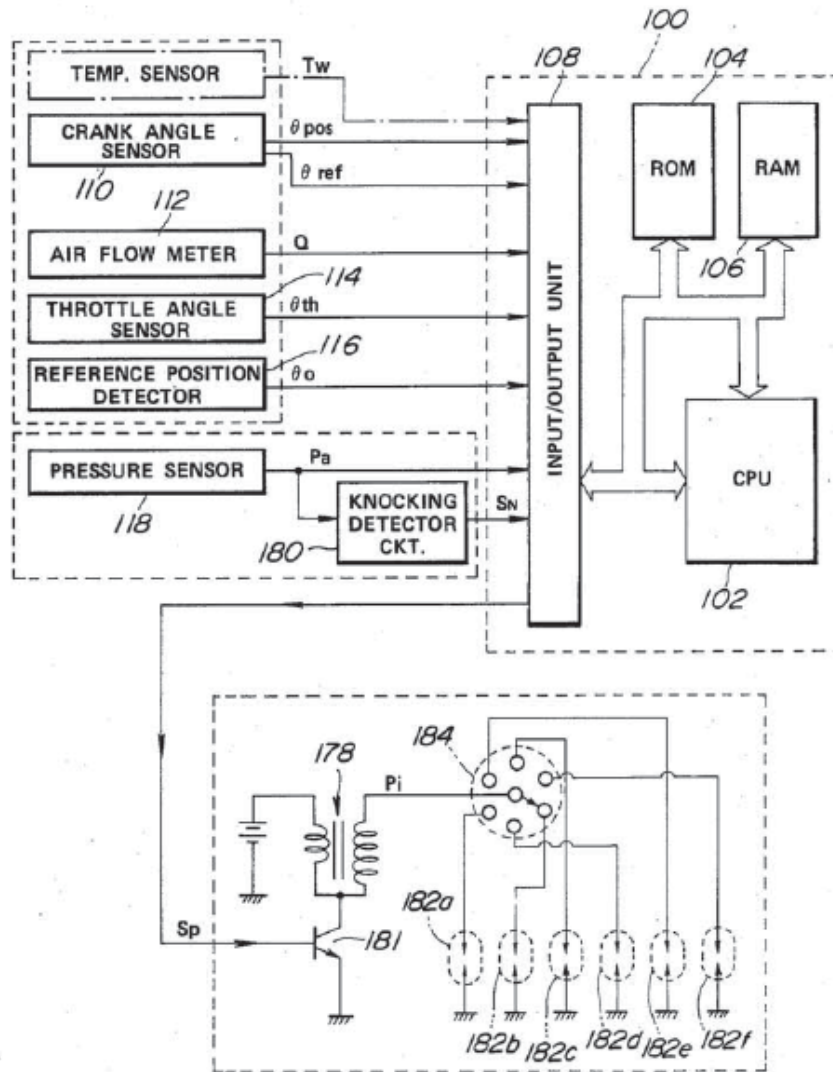 100
108
104
TEMP. SENSOR
Tw
CRANK ANGLE
SENSOR
θ pos
110
θ ref
ROM
RAM
106
112
AIR FLOW METER
Q
114
THROTTLE ANGLE
SENSOR
θ th
116
REFERENCE POSITION
DETECTOR
θ o
INPUT/OUTPUT UNIT
PRESSURE SENSOR
Pa
118
KNOCKING
DETECTOR
CKT.
180
SN
CPU
102
184
178
Pi
182a
Sp
181
182b
182c
182d
182e
182f